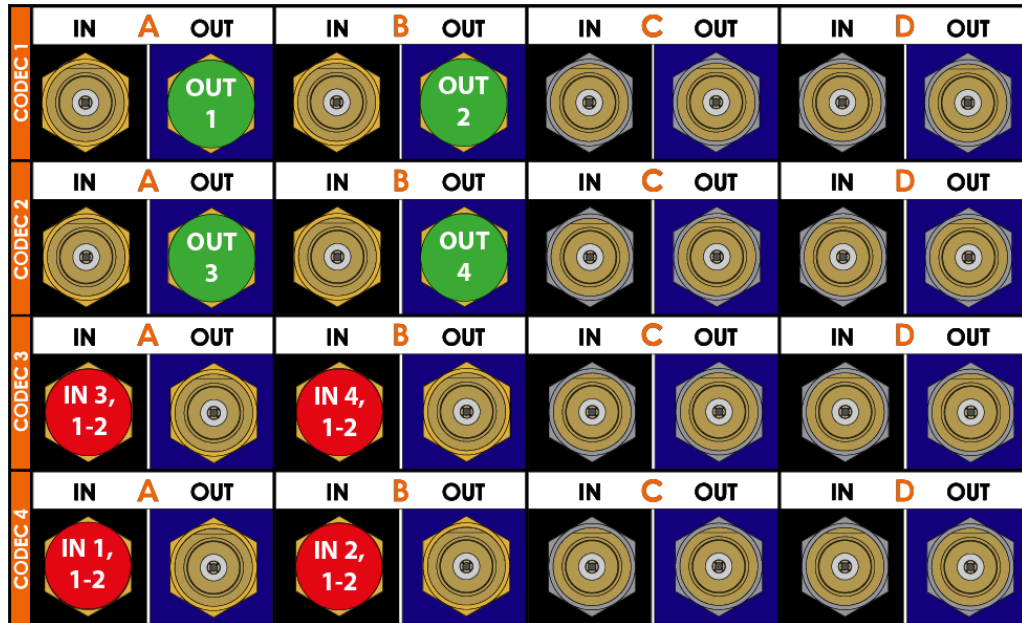 CODEC 1
IN A OUT IN B OUT IN C OUT IN D OUT
OUT
1
OUT
2
CODEC 2
IN A OUT IN B OUT IN C OUT IN D OUT
OUT
3
OUT
4
CODEC 3
IN A OUT IN B OUT IN C OUT IN D OUT
IN 3,
1-2
IN 4,
1-2
CODEC 4
IN A OUT IN B OUT IN C OUT IN D OUT
IN 1,
1-2
IN 2,
1-2